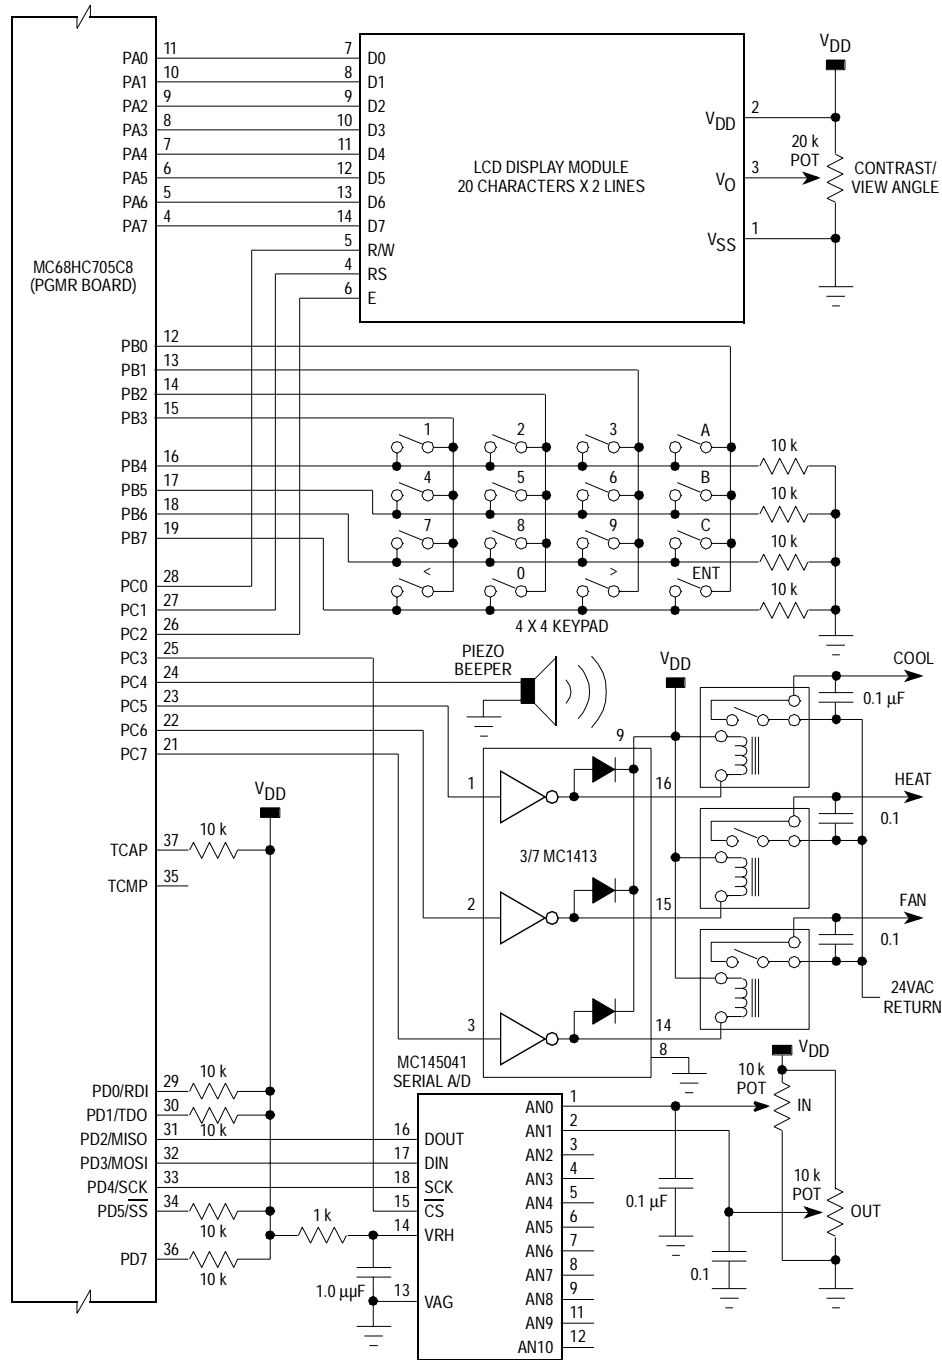 MC68HC705C8
(PGMR BOARD)
PA0 11
PA1 10
PA2 9
PA3 8
PA4 7
PA5 6
PA6 5
PA7 4
PB0 12
PB1 13
PB2 14
PB3 15
PB4 16
PB5 17
PB6 18
PB7 19
PC0 28
PC1 27
PC2 26
PC3 25
PC4 24
PC5 23
PC6 22
PC7 21
TCAP 37
TCMP 35
PD0/RDI 29
PD1/TDO 30
PD2/MISO 31
PD3/MOSI 32
PD4/SCK 33
PD5/SS 34
PD7 36
7 D0
8 D1
9 D2
10 D3
11 D4
12 D5
13 D6
14 D7
5 R/W
4 RS
6 E
LCD DISPLAY MODULE
20 CHARACTERS X 2 LINES
VDD 2
VO 3
VSS 1
VDD
20 k
POT
CONTRAST/
VIEW ANGLE
1 2 3 A
4 5 6 B
7 8 9 C
< 0 > ENT
10 k
10 k
10 k
10 k
4 X 4 KEYPAD
PIEZO
BEEPER
VDD
COOL
0.1 µF
HEAT
0.1
FAN
0.1
24VAC
RETURN
9
1 16
3/7 MC1413
2 15
3 14
8
VDD
10 k
10 k
10 k
10 k
10 k
1 k
1.0 µµF
MC145041
SERIAL A/D
16 DOUT
17 DIN
18 SCK
15 CS
14 VRH
13 VAG
AN0 1
AN1 2
AN2 3
AN3 4
AN4 5
AN5 6
AN6 7
AN7 8
AN8 9
AN9 11
AN10 12
VDD
10 k
POT
IN
10 k
POT
OUT
0.1 µF
0.1